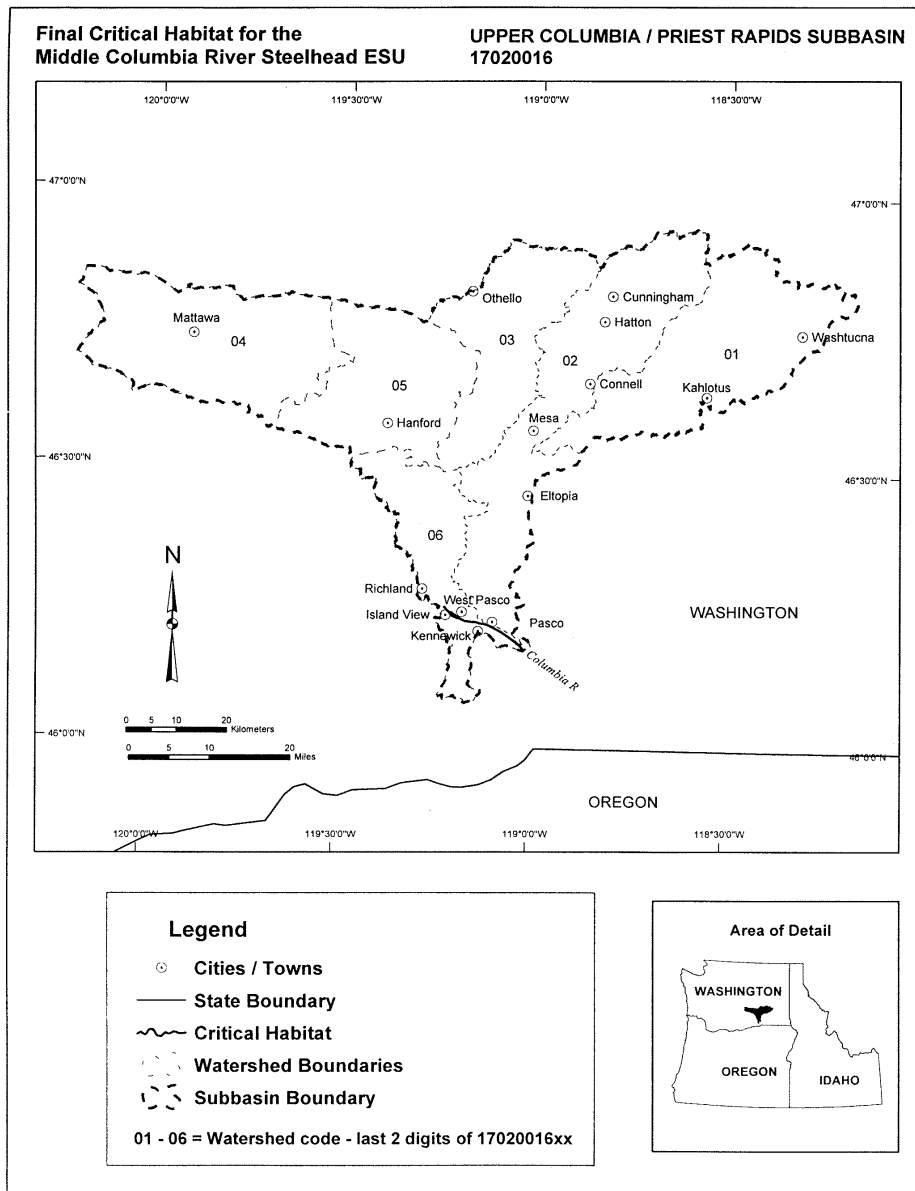 Final Critical Habitat for the
Middle Columbia River Steelhead ESU
UPPER COLUMBIA / PRIEST RAPIDS SUBBASIN
17020016
120°0'0"W
119°30'0"W
119°0'0"W
118°30'0"W
47°0'0"N
47°0'0"N
Othello
Cunningham
Mattawa
Hatton
04
03
Washtucna
02
01
05
Connell
Kahlotus
Hanford
Mesa
46°30'0"N
46°30'0"N
Eltopia
06
N
Richland
West Pasco
Island View
Pasco
WASHINGTON
Kennewick
Columbia R
0 5 10 20
Kilometers
46°0'0"N
0 5 10 20
Miles
46°0'0"N
OREGON
120°0'0"W
119°30'0"W
119°0'0"W
118°30'0"W
Legend
Cities / Towns
State Boundary
Critical Habitat
Watershed Boundaries
Subbasin Boundary
01 - 06 = Watershed code - last 2 digits of 17020016xx
Area of Detail
WASHINGTON
OREGON
IDAHO